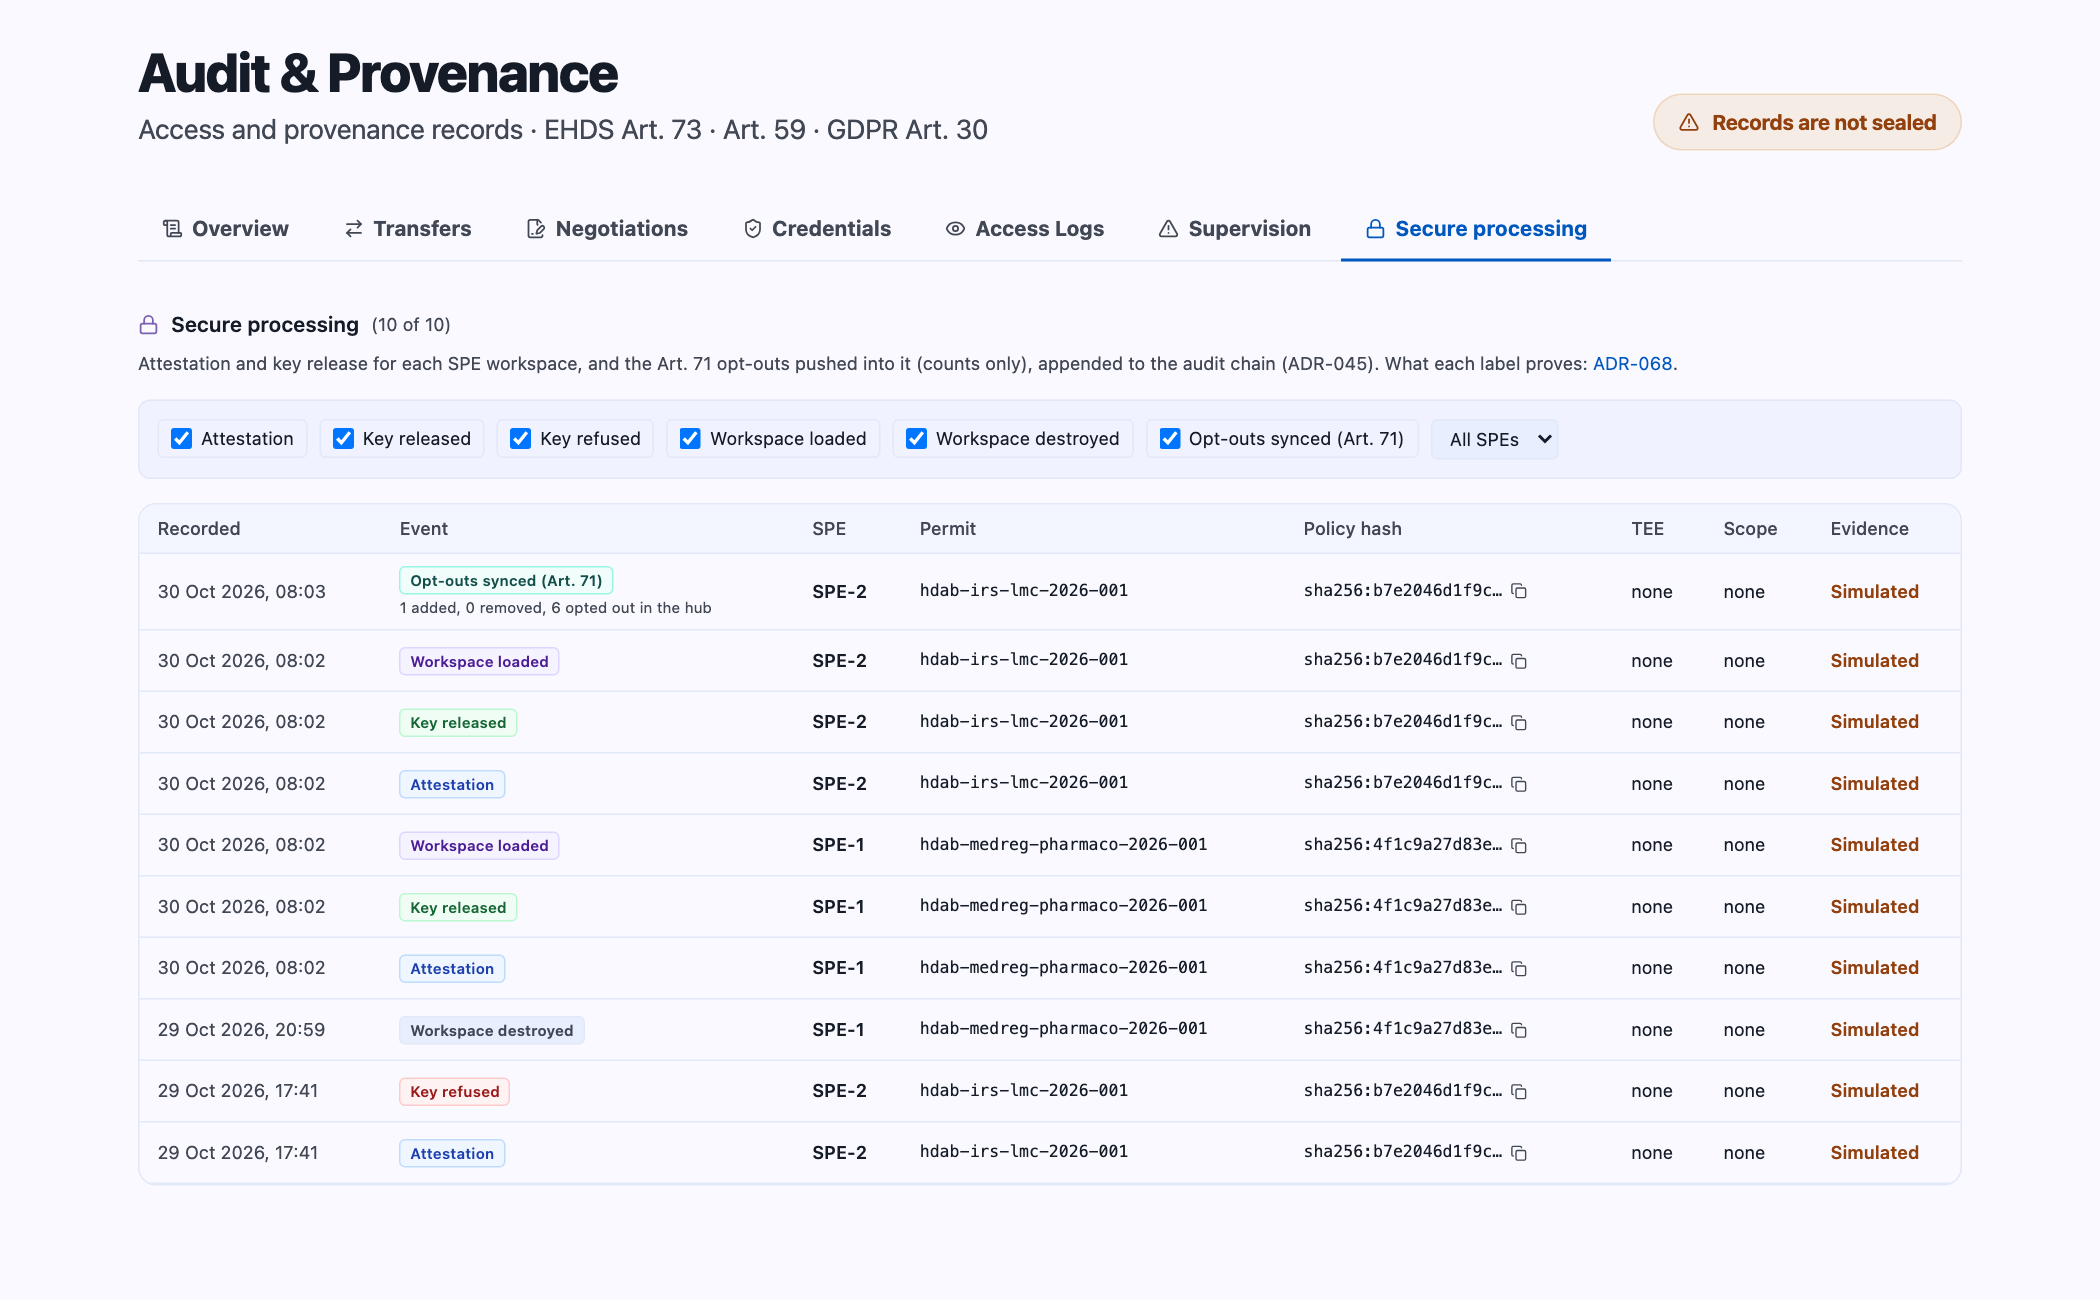 Audit & Provenance
Access and provenance records · EHDS Art. 73 · Art. 59 · GDPR Art. 30
Records are not sealed
Overview Transfers Negotiations Credentials Access Logs Supervision Secure processing
Secure processing (10 of 10)
Attestation and key release for each SPE workspace, and the Art. 71 opt-outs pushed into it (counts only), appended to the audit chain (ADR-045). What each label proves: ADR-068.
Attestation Key released Key refused Workspace loaded Workspace destroyed Opt-outs synced (Art. 71) All SPEs
Recorded Event SPE Permit Policy hash TEE Scope Evidence
30 Oct 2026, 08:03 Opt-outs synced (Art. 71) SPE-2 hdab-irs-lmc-2026-001 sha256:b7e2046d1f9c… none none Simulated
1 added, 0 removed, 6 opted out in the hub
30 Oct 2026, 08:02 Workspace loaded SPE-2 hdab-irs-lmc-2026-001 sha256:b7e2046d1f9c… none none Simulated
30 Oct 2026, 08:02 Key released SPE-2 hdab-irs-lmc-2026-001 sha256:b7e2046d1f9c… none none Simulated
30 Oct 2026, 08:02 Attestation SPE-2 hdab-irs-lmc-2026-001 sha256:b7e2046d1f9c… none none Simulated
30 Oct 2026, 08:02 Workspace loaded SPE-1 hdab-medreg-pharmaco-2026-001 sha256:4f1c9a27d83e… none none Simulated
30 Oct 2026, 08:02 Key released SPE-1 hdab-medreg-pharmaco-2026-001 sha256:4f1c9a27d83e… none none Simulated
30 Oct 2026, 08:02 Attestation SPE-1 hdab-medreg-pharmaco-2026-001 sha256:4f1c9a27d83e… none none Simulated
29 Oct 2026, 20:59 Workspace destroyed SPE-1 hdab-medreg-pharmaco-2026-001 sha256:4f1c9a27d83e… none none Simulated
29 Oct 2026, 17:41 Key refused SPE-2 hdab-irs-lmc-2026-001 sha256:b7e2046d1f9c… none none Simulated
29 Oct 2026, 17:41 Attestation SPE-2 hdab-irs-lmc-2026-001 sha256:b7e2046d1f9c… none none Simulated